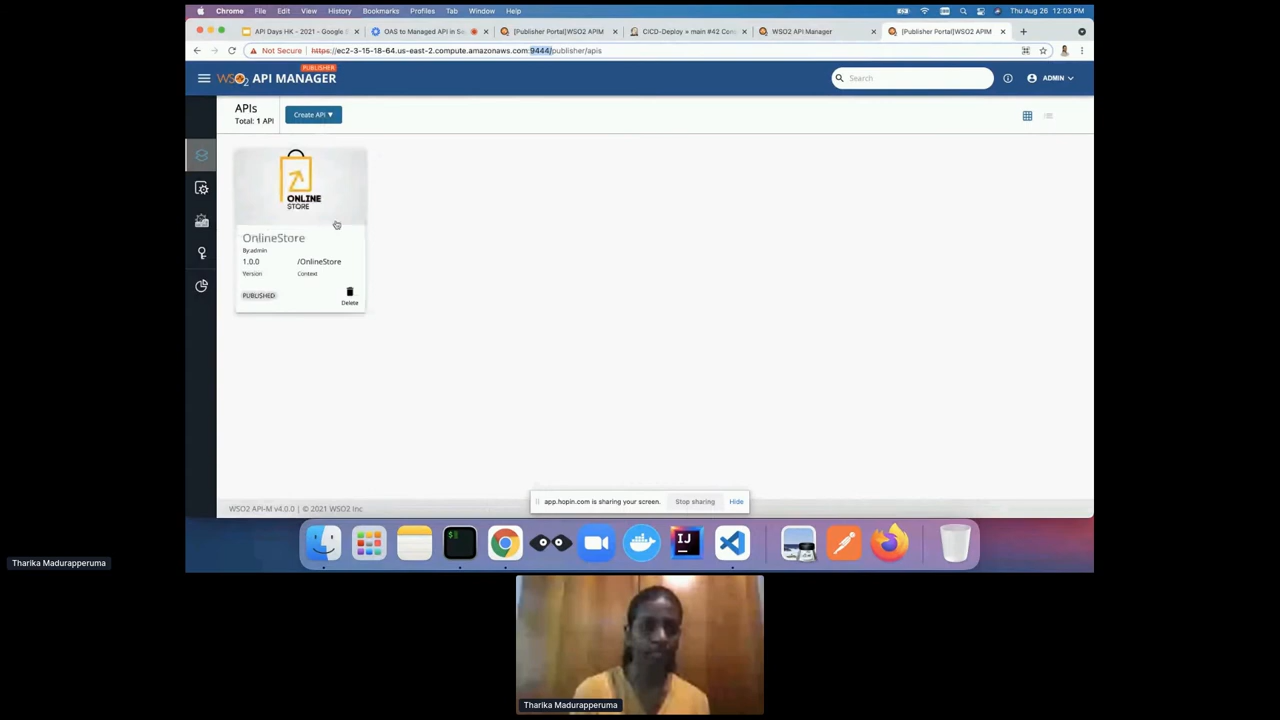 Chrome File Edit View History Bookmarks Profiles Tab Window Help Thu Aug 26 12:03 PM
API Days HK - 2021 - Google S
OAS to Managed API in Se
[Publisher Portal]WSO2 APIM
CICD-Deploy + main #42 Con
WSO2 API Manager
[Publisher Portal]WSO2 APIM
Not Secure https://ec2-3-15-18-64.us-east-2.compute.amazonaws.com:9444/publisher/apis
PUBLISHER
WSO2 API MANAGER
Search
ADMIN
APIs
Total: 1 API
Create API ▼
ONLINE
STORE
OnlineStore
By:admin
1.0.0 /OnlineStore
Version Context
PUBLISHED
Delete
app.hopin.com is sharing your screen. Stop sharing Hide
WSO2 API-M v4.0.0 | © 2021 WSO2 Inc
$
IJ
Tharika Madurapperuma
Tharika Madurapperuma